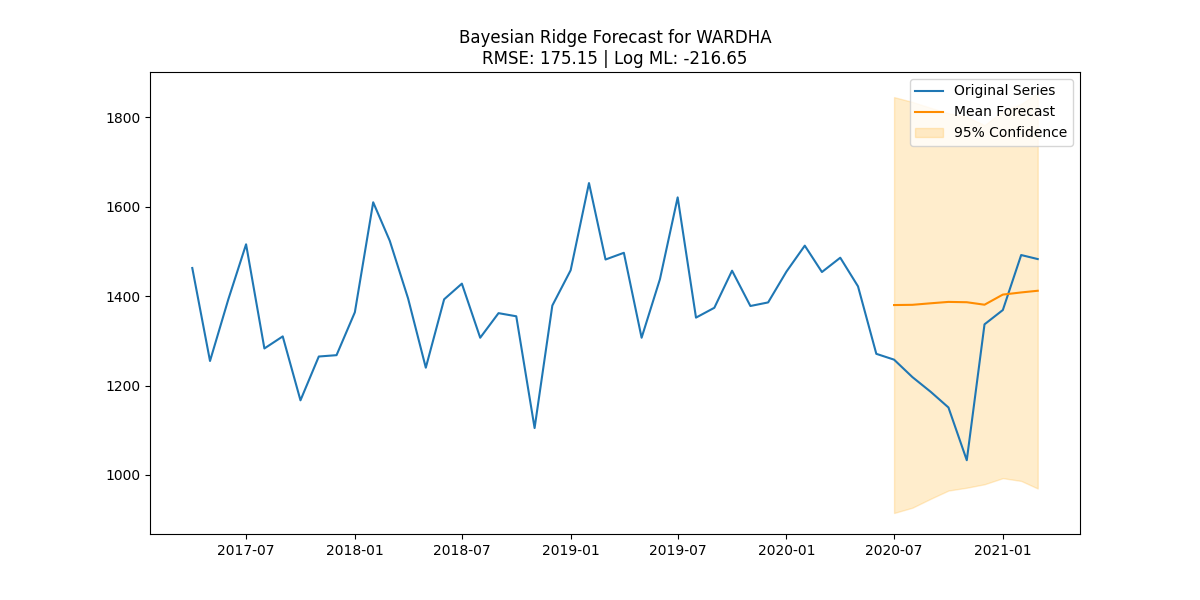 Bayesian Ridge Forecast for WARDHA
RMSE: 175.15 | Log ML: -216.65
Original Series
Mean Forecast
95% Confidence
1800
1600
1400
1200
1000
2017-07 2018-01 2018-07 2019-01 2019-07 2020-01 2020-07 2021-01